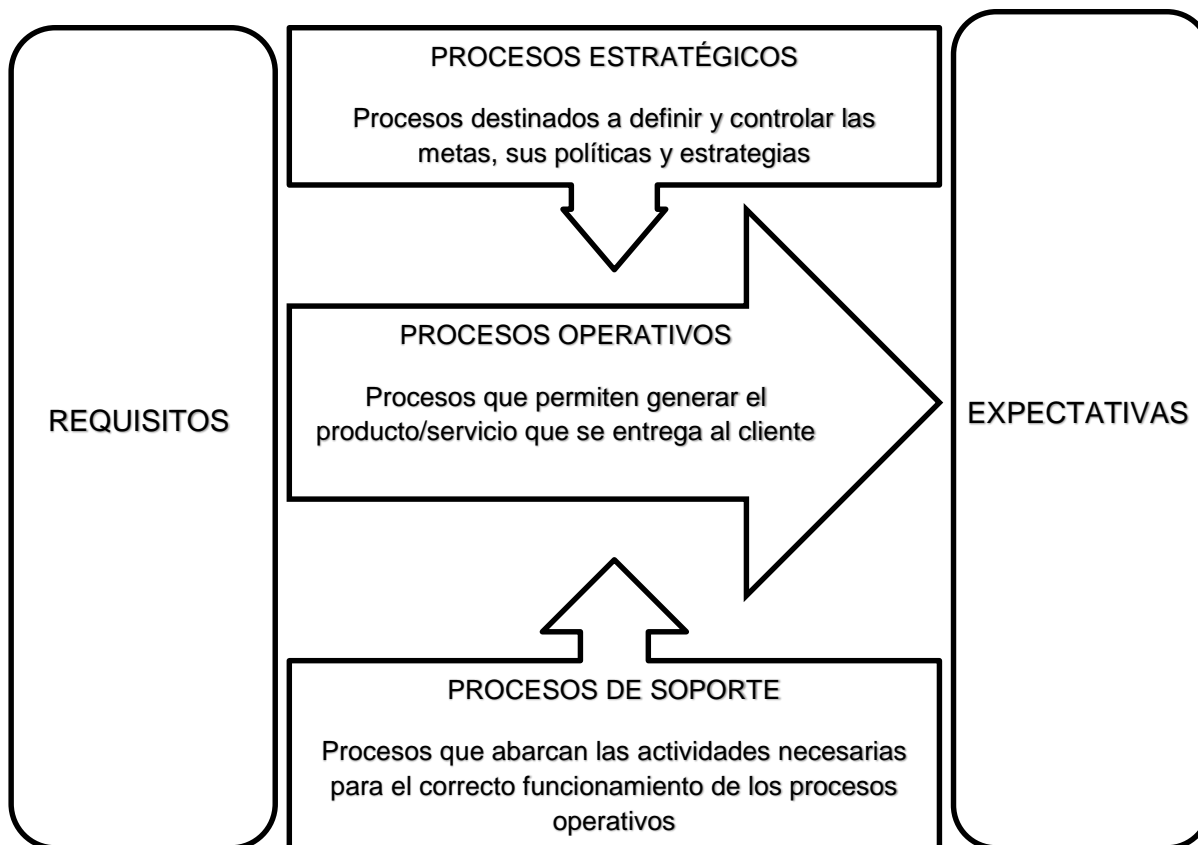 REQUISITOS
PROCESOS ESTRATÉGICOS
Procesos destinados a definir y controlar las
metas, sus políticas y estrategias
PROCESOS OPERATIVOS
Procesos que permiten generar el
producto/servicio que se entrega al cliente
PROCESOS DE SOPORTE
Procesos que abarcan las actividades necesarias
para el correcto funcionamiento de los procesos
operativos
EXPECTATIVAS